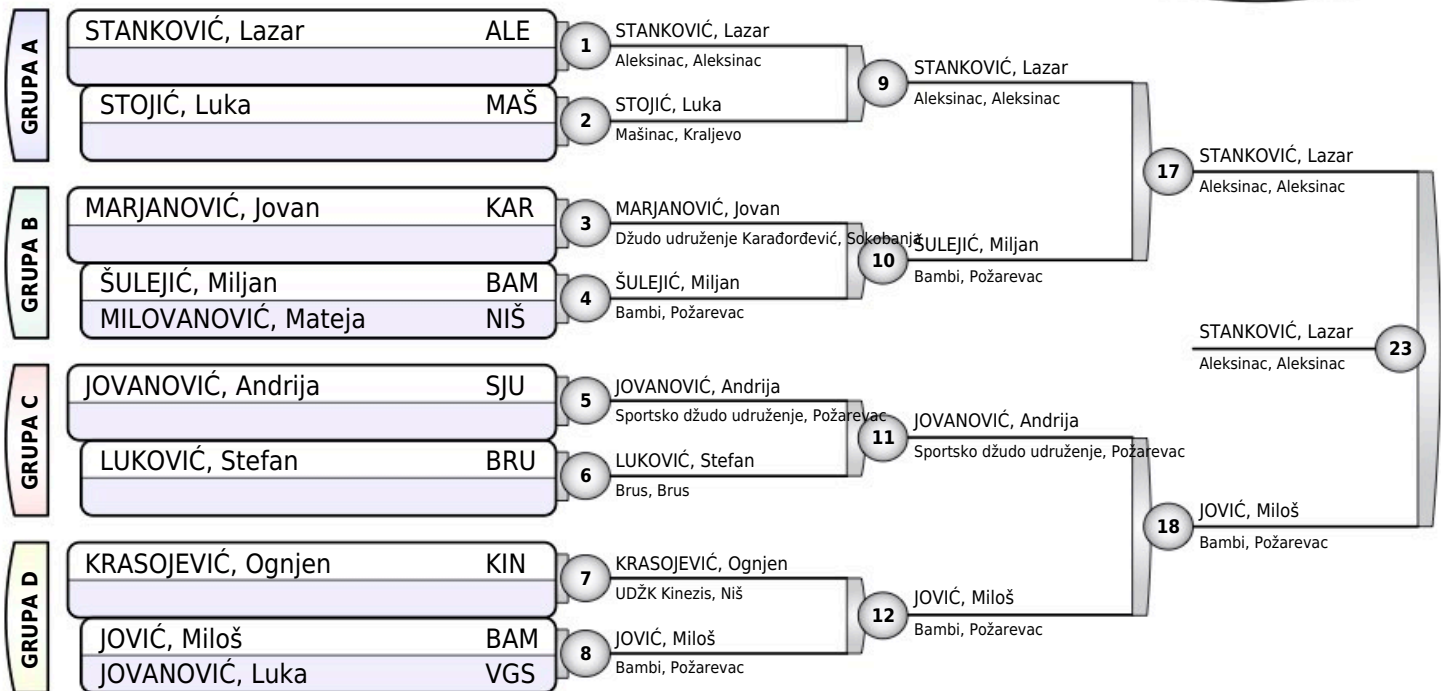 GRUPA A
STANKOVIĆ, Lazar ALE
STOJIĆ, Luka MAŠ
GRUPA B
MARJANOVIĆ, Jovan KAR
ŠULEJIĆ, Miljan BAM
MILOVANOVIĆ, Mateja NIŠ
GRUPA C
JOVANOVIĆ, Andrija SJU
LUKOVIĆ, Stefan BRU
GRUPA D
KRASOJEVIĆ, Ognjen KIN
JOVIĆ, Miloš BAM
JOVANOVIĆ, Luka VGS
1
STANKOVIĆ, Lazar
Aleksinac, Aleksinac
2
STOJIĆ, Luka
Mašinac, Kraljevo
3
MARJANOVIĆ, Jovan
Džudo udruženje Karađorđević, Sokobanja
4
ŠULEJIĆ, Miljan
Bambi, Požarevac
5
JOVANOVIĆ, Andrija
Sportsko džudo udruženje, Požarevac
6
LUKOVIĆ, Stefan
Brus, Brus
7
KRASOJEVIĆ, Ognjen
UDŽK Kinezis, Niš
8
JOVIĆ, Miloš
Bambi, Požarevac
9
STANKOVIĆ, Lazar
Aleksinac, Aleksinac
10
ŠULEJIĆ, Miljan
Bambi, Požarevac
11
JOVANOVIĆ, Andrija
Sportsko džudo udruženje, Požarevac
12
JOVIĆ, Miloš
Bambi, Požarevac
17
STANKOVIĆ, Lazar
Aleksinac, Aleksinac
18
JOVIĆ, Miloš
Bambi, Požarevac
STANKOVIĆ, Lazar
Aleksinac, Aleksinac
23